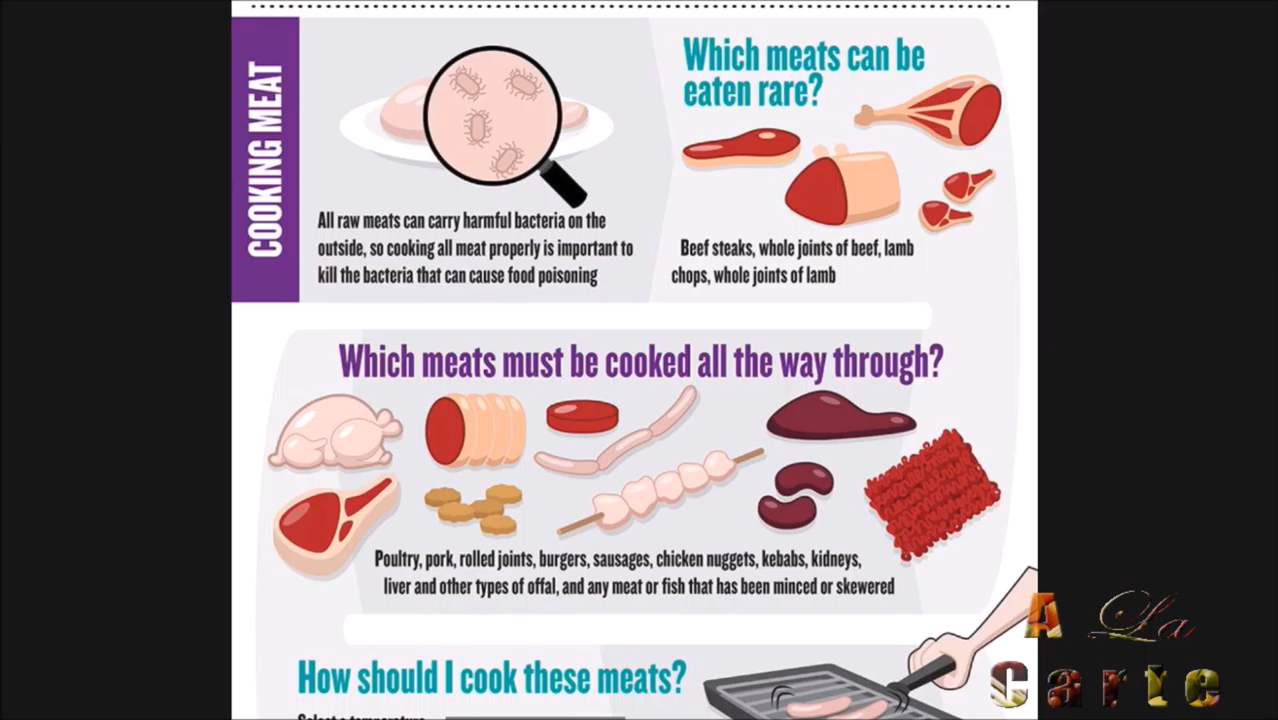 COOKING MEAT
All raw meats can carry harmful bacteria on the
outside, so cooking all meat properly is important to
kill the bacteria that can cause food poisoning
Which meats can be
eaten rare?
Beef steaks, whole joints of beef, lamb
chops, whole joints of lamb
Which meats must be cooked all the way through?
Poultry, pork, rolled joints, burgers, sausages, chicken nuggets, kebabs, kidneys,
liver and other types of offal, and any meat or fish that has been minced or skewered
How should I cook these meats?
Select a temperature
A La
Carte